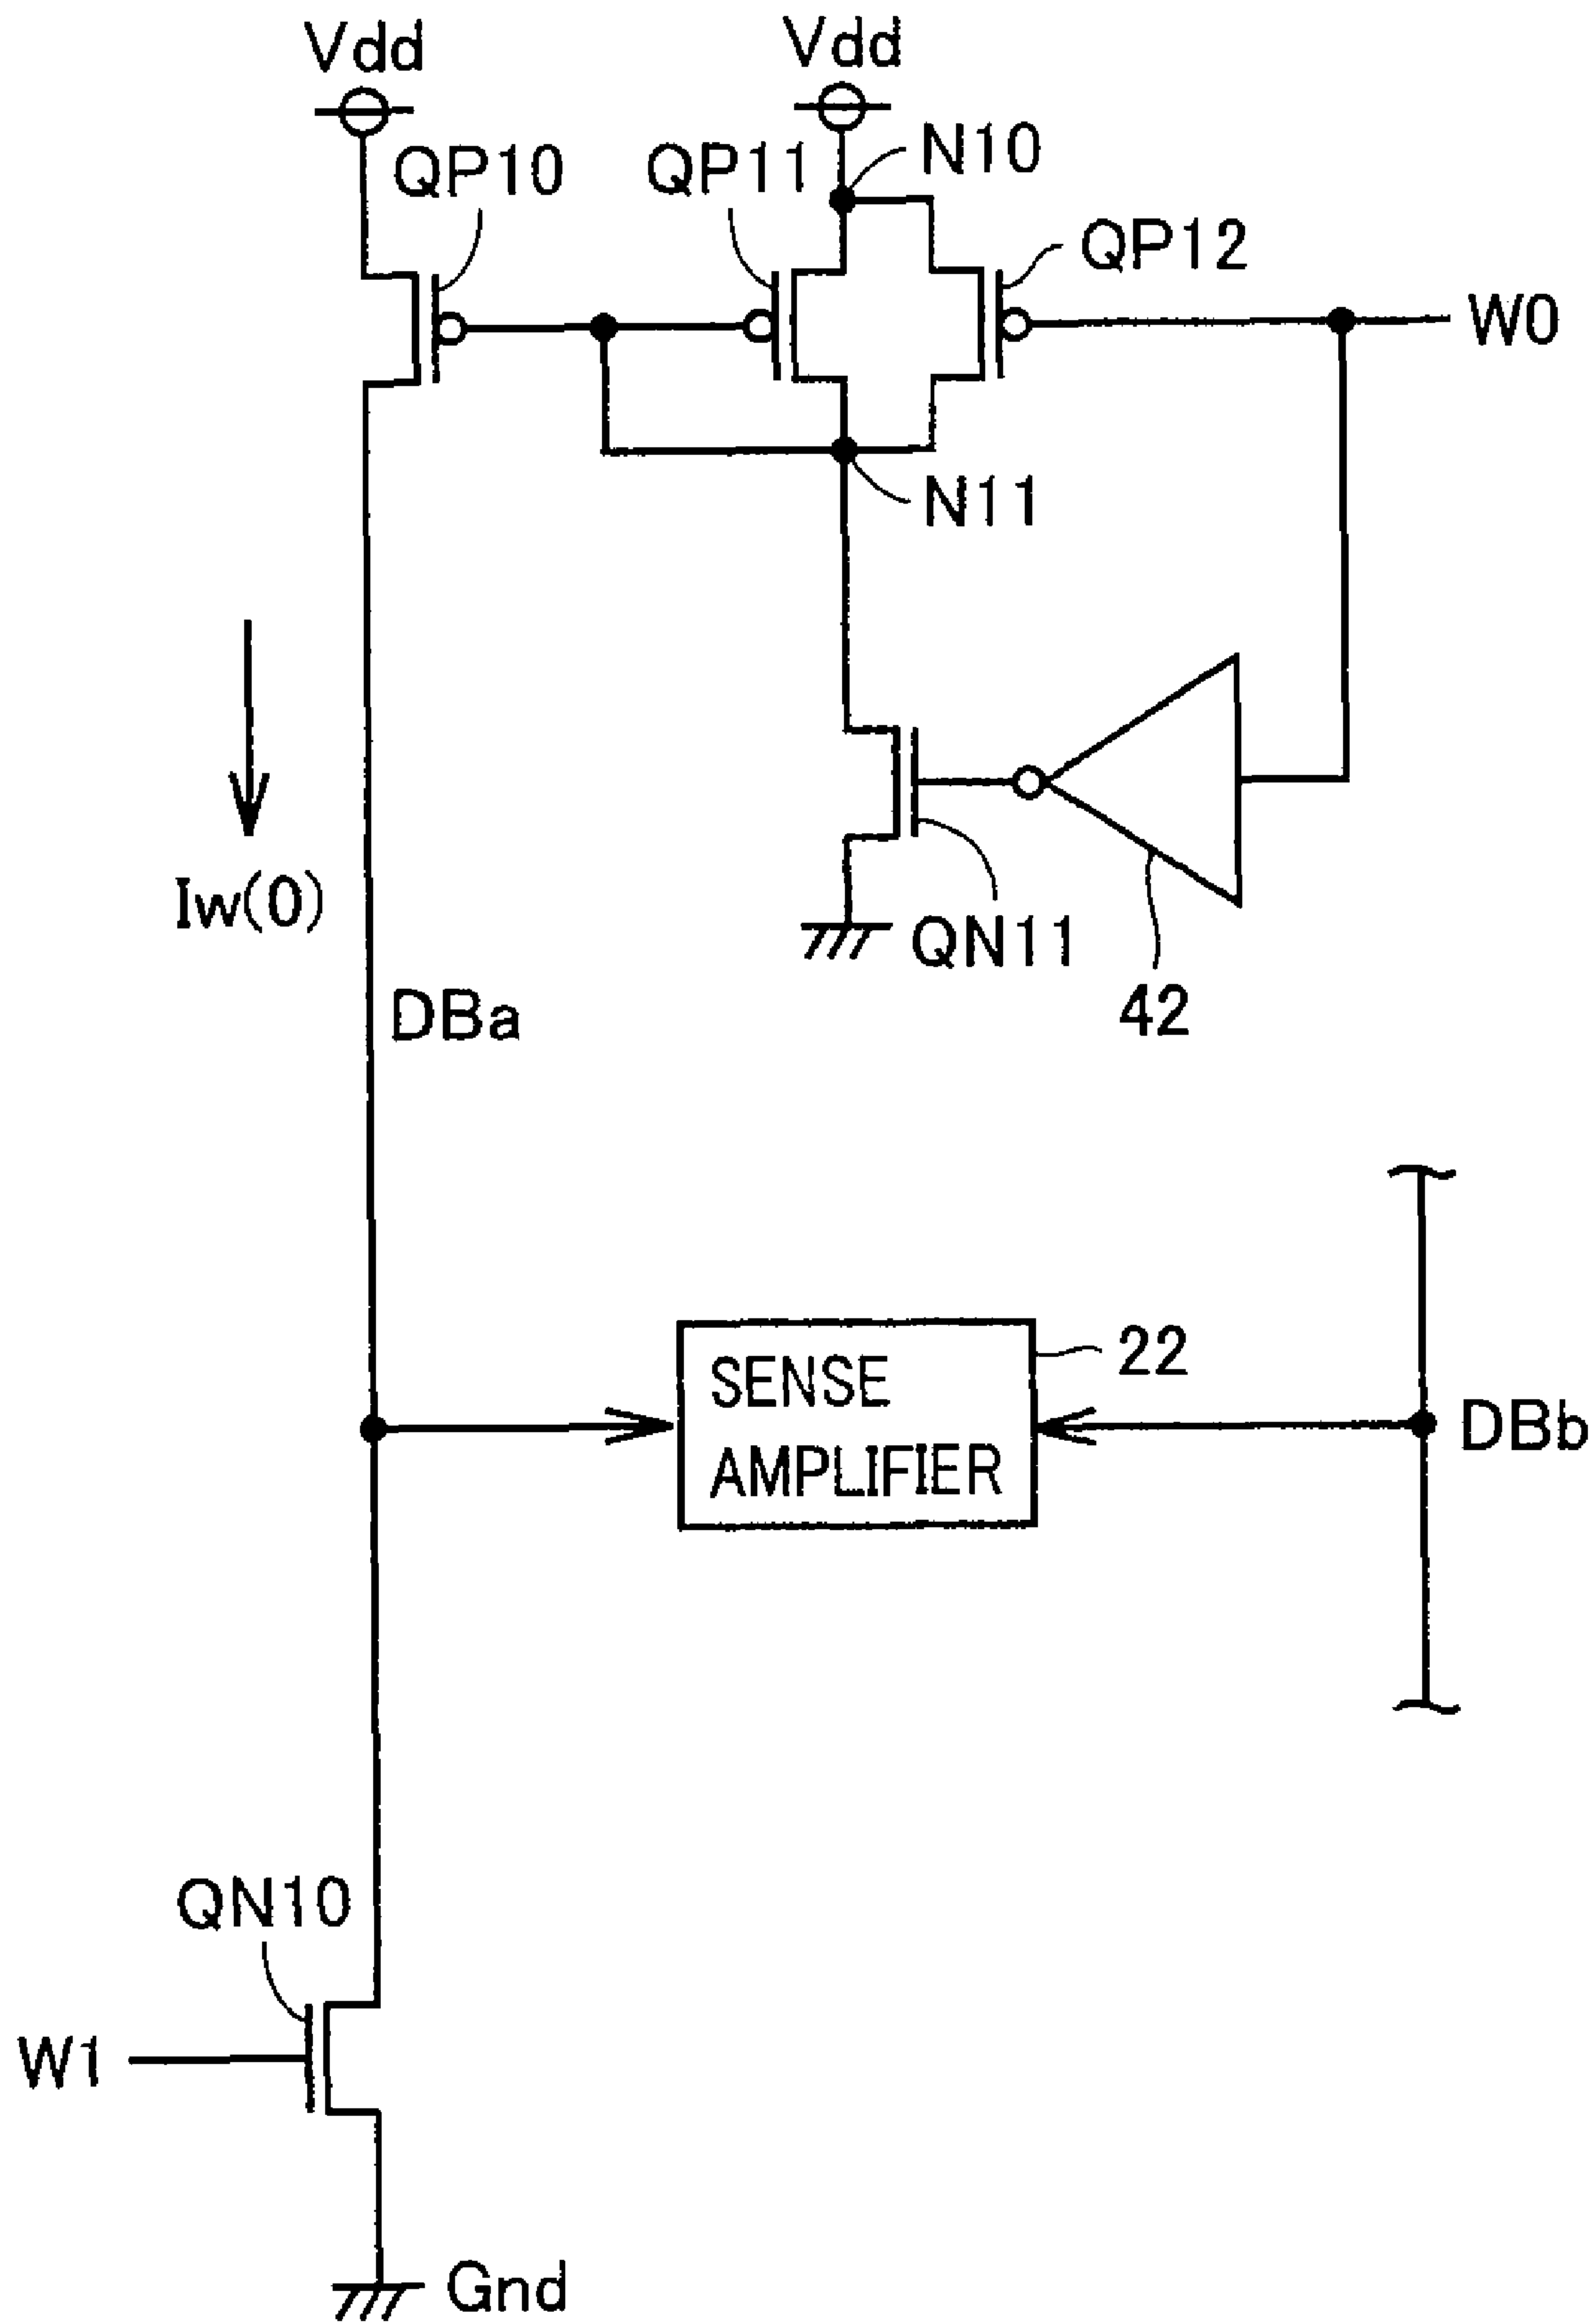 Vdd
Vdd
N10
QP10
QP11
QP12
W0
N11
Iw(0)
QN11
42
DBa
22
SENSE
AMPLIFIER
DBb
QN10
W1
Gnd